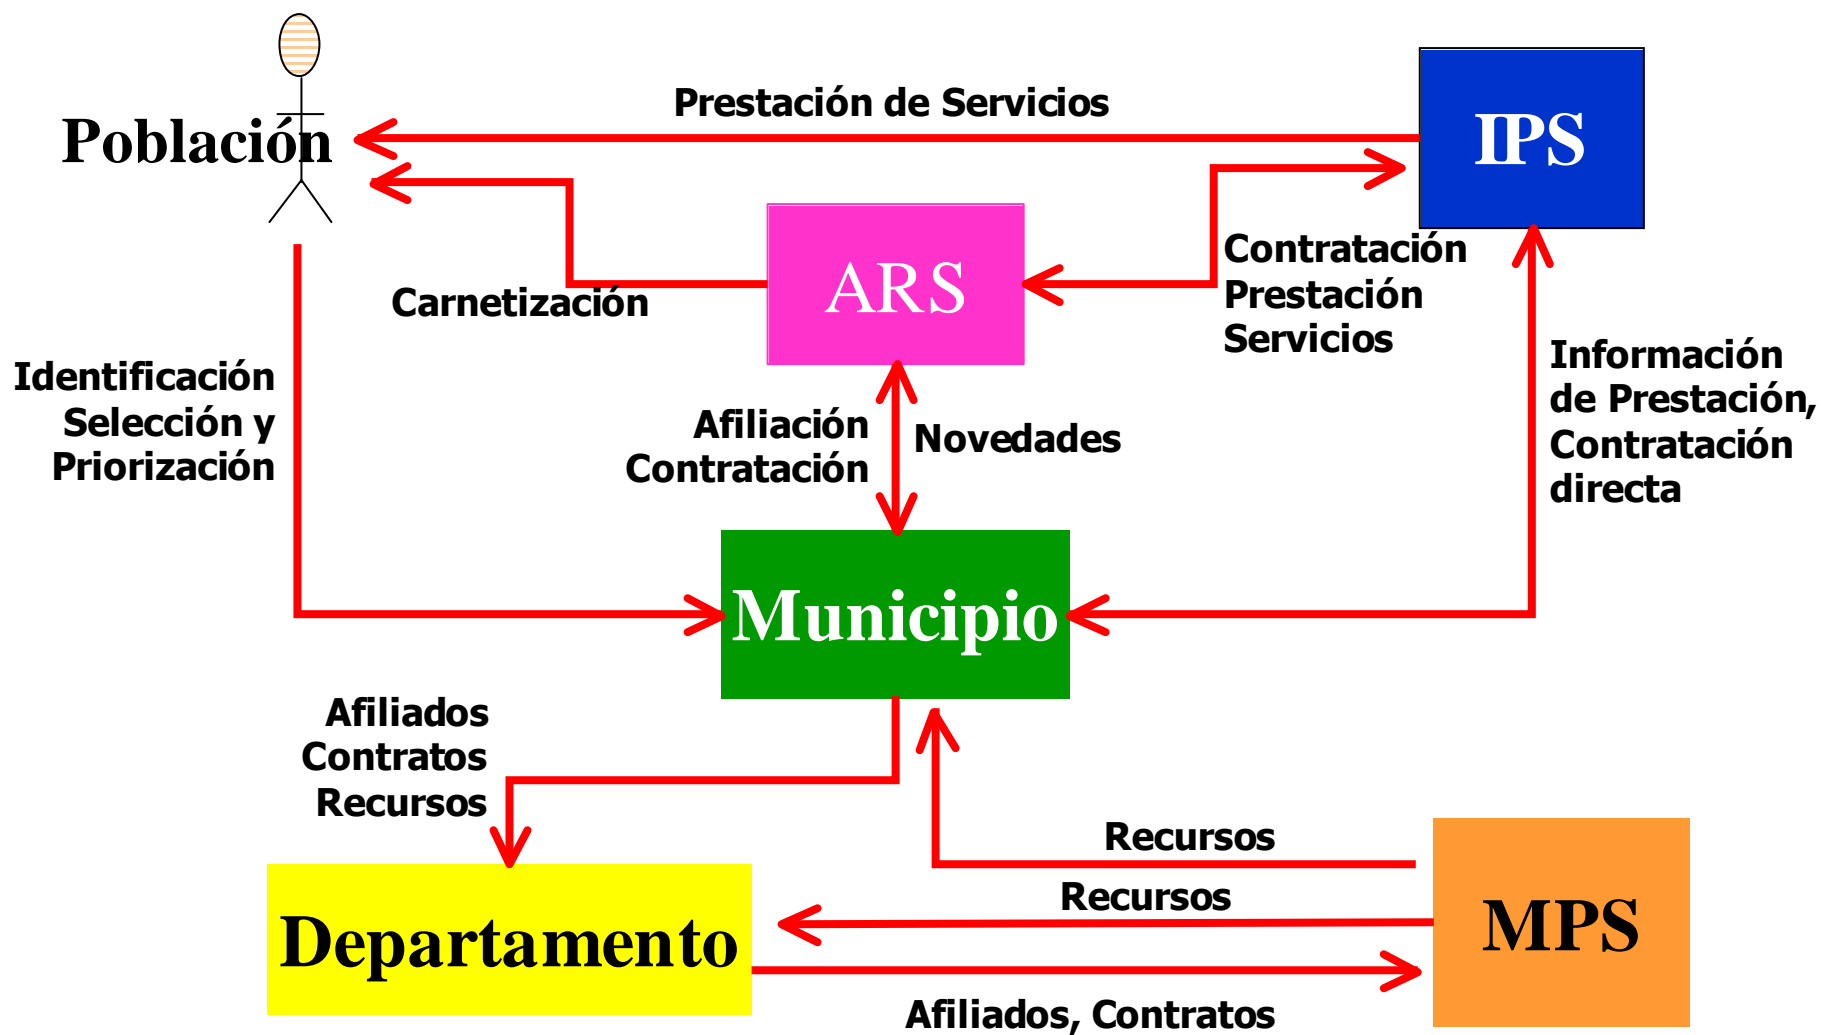 Prestación de Servicios
IPS
Población
ARS
Contratación
Prestación
Servicios
Carnetización
Identificación
Selección y
Priorización
Información
de Prestación,
Contratación
directa
Afiliación
Contratación
Novedades
Municipio
Afiliados
Contratos
Recursos
Recursos
Recursos
MPS
Departamento
Afiliados, Contratos